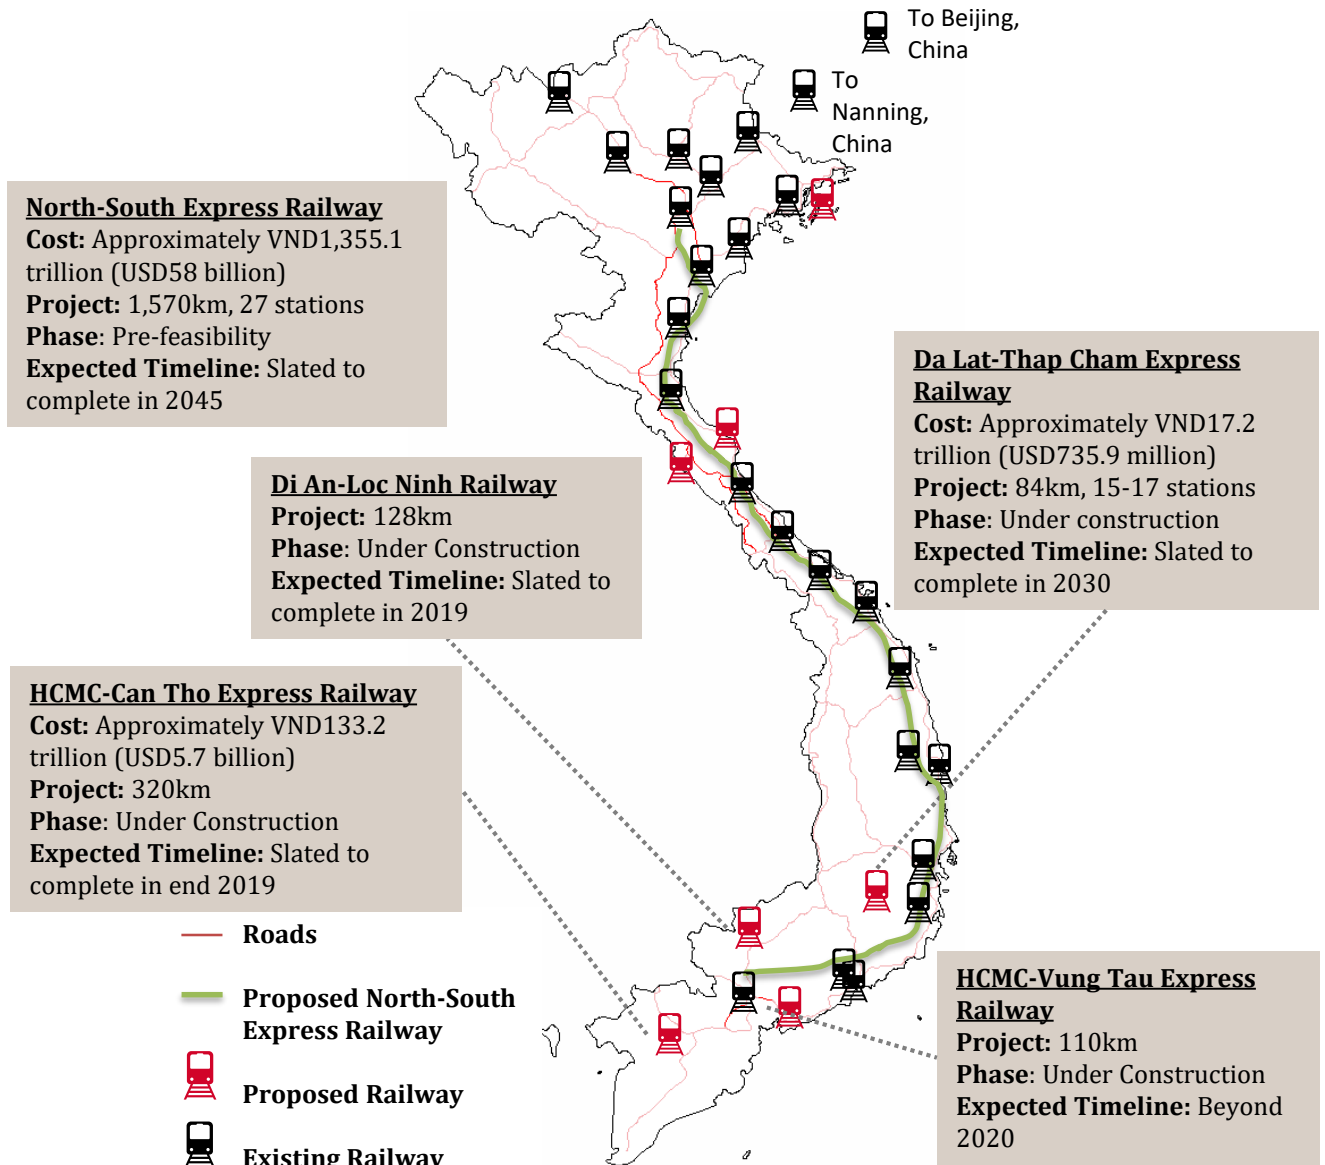 To Beijing,
China
To
Nanning,
China
North-South Express Railway
Cost: Approximately VND1,355.1
trillion (USD58 billion)
Project: 1,570km, 27 stations
Phase: Pre-feasibility
Expected Timeline: Slated to
complete in 2045
Da Lat-Thap Cham Express
Railway
Cost: Approximately VND17.2
trillion (USD735.9 million)
Project: 84km, 15-17 stations
Phase: Under construction
Expected Timeline: Slated to
complete in 2030
Di An-Loc Ninh Railway
Project: 128km
Phase: Under Construction
Expected Timeline: Slated to
complete in 2019
HCMC-Can Tho Express Railway
Cost: Approximately VND133.2
trillion (USD5.7 billion)
Project: 320km
Phase: Under Construction
Expected Timeline: Slated to
complete in end 2019
HCMC-Vung Tau Express
Railway
Project: 110km
Phase: Under Construction
Expected Timeline: Beyond
2020
Roads
Proposed North-South
Express Railway
Proposed Railway
Existing Railway